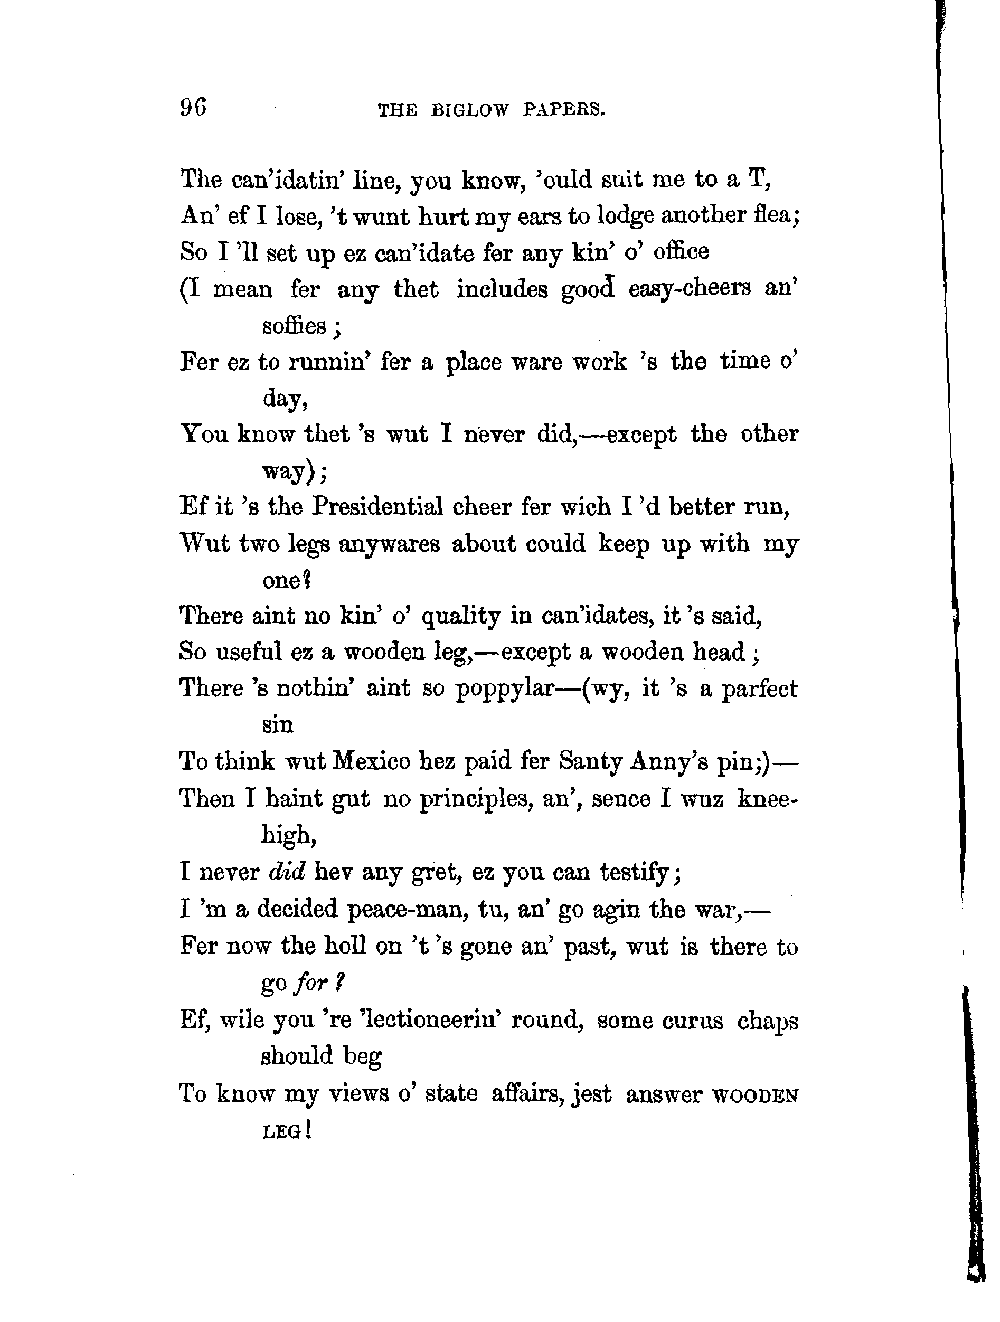 96 THE BIGLOW PAPERS.
The can'idatin' line, you know, 'ould suit me to a T,
An' ef I lose, 't wunt hurt my ears to lodge another flea;
So I 'll set up ez can'idate fer any kin' o' office
(I mean fer any thet includes good easy-cheers an'
soffies;
Fer ez to runnin' fer a place ware work 's the time o'
day,
You know thet 's wut I never did,—except the other
way);
Ef it 's the Presidential cheer fer wich I 'd better run,
Wut two legs anywares about could keep up with my
one?
There aint no kin' o' quality in can'idates, it 's said,
So useful ez a wooden leg,—except a wooden head;
There 's nothin' aint so poppylar—(wy, it 's a parfect
sin
To think wut Mexico hez paid fer Santy Anny's pin;)—
Then I haint gut no principles, an', sence I wuz knee-
high,
I never did hev any gret, ez you can testify;
I 'm a decided peace-man, tu, an' go agin the war,—
Fer now the holl on 't 's gone an' past, wut is there to
go for?
Ef, wile you 're 'lectioneerin' round, some curus chaps
should beg
To know my views o' state affairs, jest answer WOODEN
LEG!